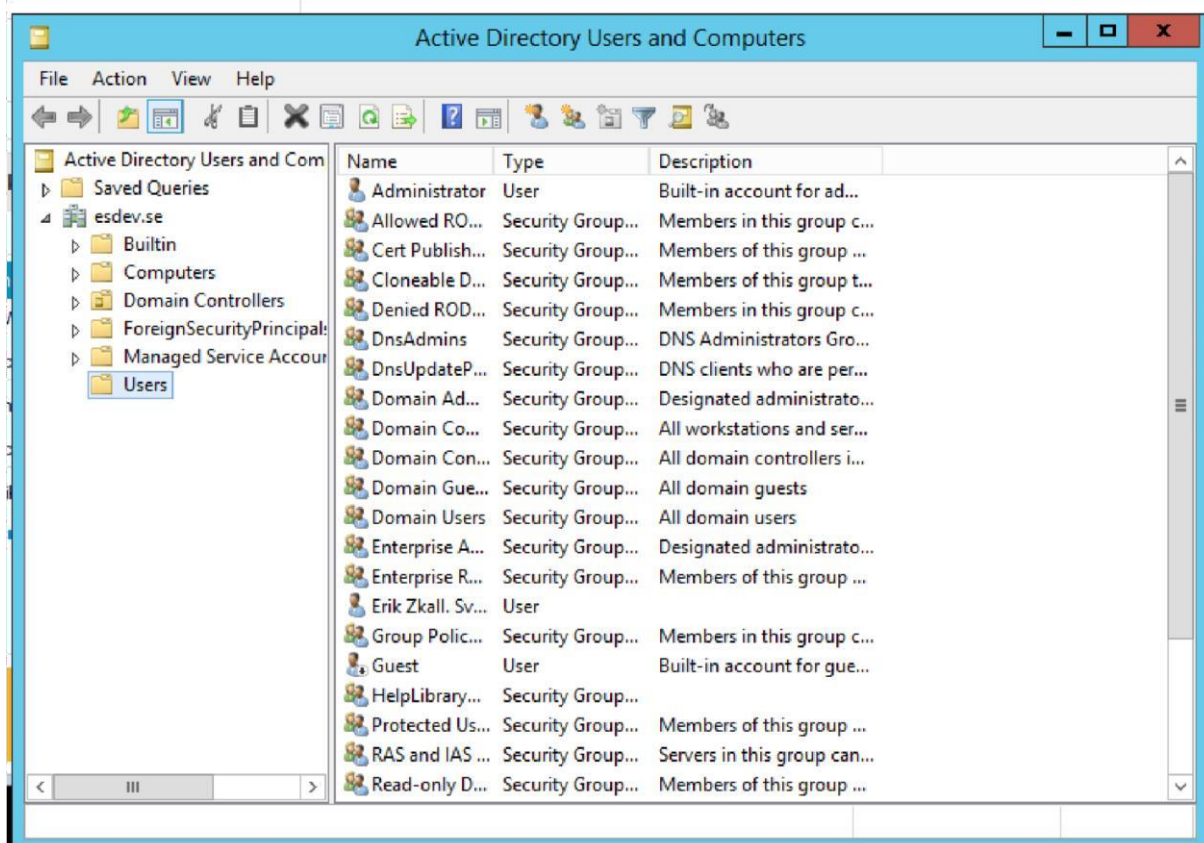 Active Directory Users and Computers
File Action View Help
Active Directory Users and Com
Saved Queries
esdev.se
Builtin
Computers
Domain Controllers
ForeignSecurityPrincipals
Managed Service Accour
Users
Name Type Description
Administrator User Built-in account for ad...
Allowed RO... Security Group... Members in this group c...
Cert Publish... Security Group... Members of this group ...
Cloneable D... Security Group... Members of this group t...
Denied ROD... Security Group... Members in this group c...
DnsAdmins Security Group... DNS Administrators Gro...
DnsUpdateP... Security Group... DNS clients who are per...
Domain Ad... Security Group... Designated administrato...
Domain Co... Security Group... All workstations and ser...
Domain Con... Security Group... All domain controllers i...
Domain Gue... Security Group... All domain guests
Domain Users Security Group... All domain users
Enterprise A... Security Group... Designated administrato...
Enterprise R... Security Group... Members of this group ...
Erik Zkall. Sv... User
Group Polic... Security Group... Members in this group c...
Guest User Built-in account for gue...
HelpLibrary... Security Group...
Protected Us... Security Group... Members of this group ...
RAS and IAS ... Security Group... Servers in this group can...
Read-only D... Security Group... Members of this group ...